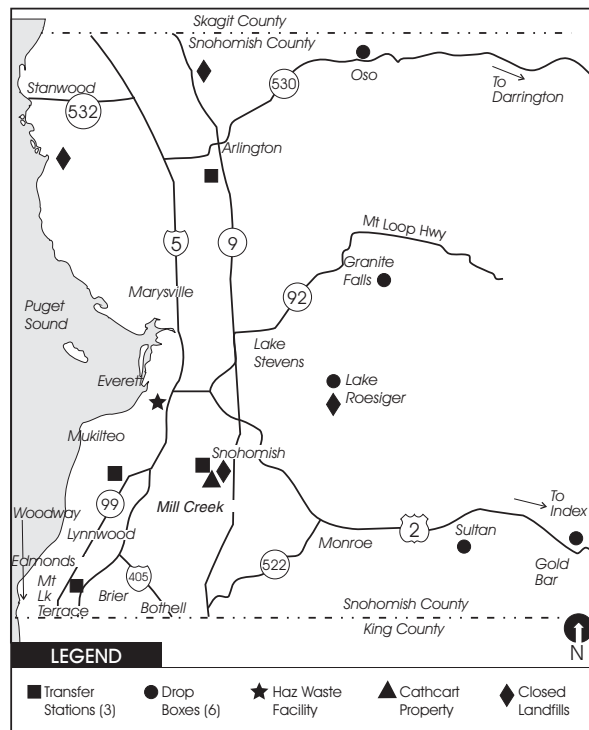 Skagit County
Snohomish County
Oso
530
To
Darrington
Stanwood
532
Arlington
5
9
Mt Loop Hwy
Granite
Falls
92
Marysville
Puget
Sound
Lake
Stevens
Everett
Lake
Roesiger
Mukilteo
Snohomish
Mill Creek
99
Woodway
Lynnwood
To
Index
2
Sultan
Monroe
Gold
Bar
522
Edmonds
Mt
Lk
Terrace
405
Brier
Bothell
Snohomish County
King County
N
LEGEND
Transfer
Stations (3)
Drop
Boxes (6)
Haz Waste
Facility
Cathcart
Property
Closed
Landfills